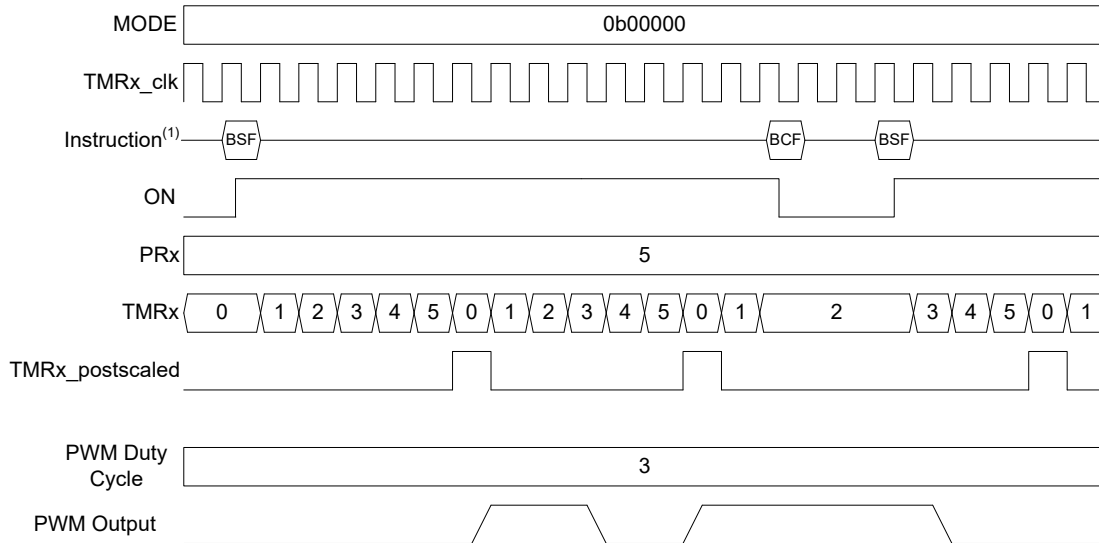 MODE 0b00000
TMRx_clk
Instruction(1) BSF BCF BSF
ON
PRx 5
TMRx 0 1 2 3 4 5 0 1 2 3 4 5 0 1 2 3 4 5 0 1
TMRx_postscaled
PWM Duty
Cycle
3
PWM Output